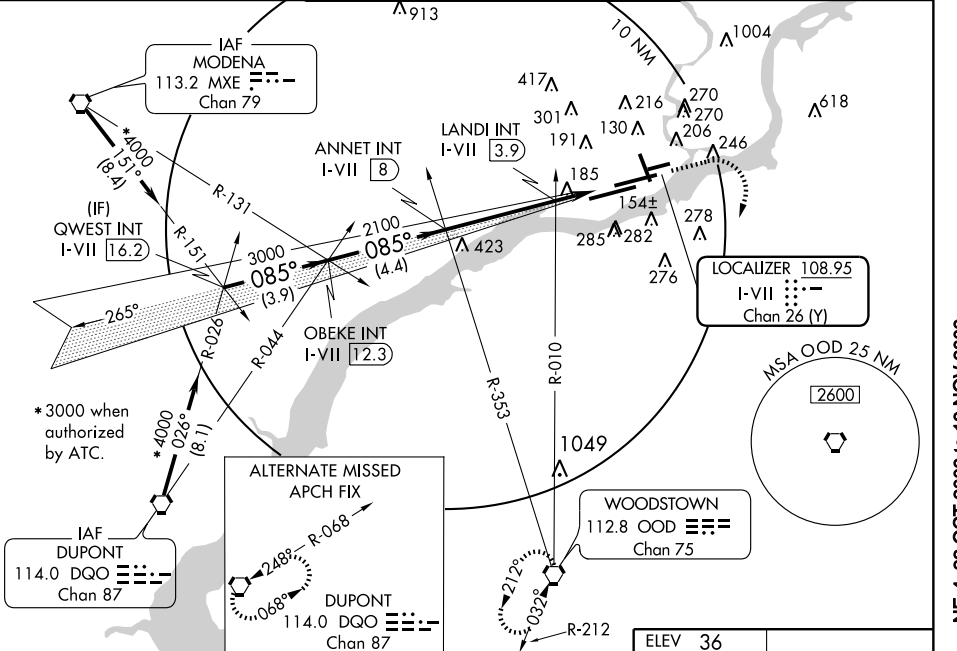 913
10 NM
1004
IAF
MODENA
113.2 MXE
Chan 79
417
301
216
270
270
618
191
130
206
246
LANDI INT
I-VII 3.9
ANNET INT
I-VII 8
185
*4000
151°
(8.4)
R-131
(IF)
QWEST INT
I-VII 16.2
R-151
3000
085°
(3.9)
2100
085°
(4.4)
423
154±
285
282
278
276
265°
R-026
R-044
OBEKE INT
I-VII 12.3
R-353
R-010
LOCALIZER 108.95
I-VII
Chan 26 (Y)
MSA OOD 25 NM
2600
*3000 when
authorized
by ATC.
*4000
026°
(8.1)
1049
IAF
DUPONT
114.0 DQO
Chan 87
ALTERNATE MISSED
APCH FIX
R-068
248°
068°
DUPONT
114.0 DQO
Chan 87
WOODSTOWN
112.8 OOD
Chan 75
212°
032°
R-212
ELEV 36